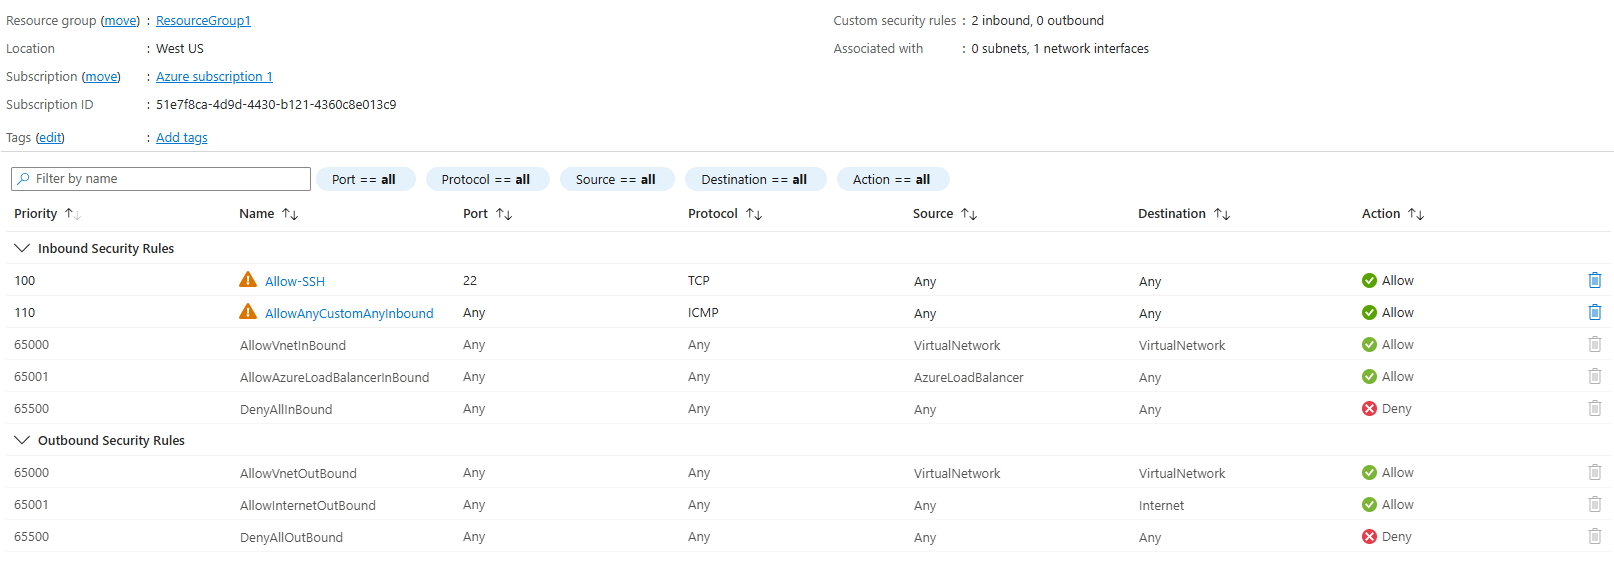 Resource group (move) : ResourceGroup1 Custom security rules : 2 inbound, 0 outbound
Location : West US Associated with : 0 subnets, 1 network interfaces
Subscription (move) : Azure subscription 1
Subscription ID : 51e7f8ca-4d9d-4430-b121-4360c8e013c9
Tags (edit) : Add tags
Filter by name Port == all Protocol == all Source == all Destination == all Action == all
Priority Name Port Protocol Source Destination Action
Inbound Security Rules
100 Allow-SSH 22 TCP Any Any Allow
110 AllowAnyCustomAnyInbound Any ICMP Any Any Allow
65000 AllowVnetInBound Any Any VirtualNetwork VirtualNetwork Allow
65001 AllowAzureLoadBalancerInBound Any Any AzureLoadBalancer Any Allow
65500 DenyAllInBound Any Any Any Any Deny
Outbound Security Rules
65000 AllowVnetOutBound Any Any VirtualNetwork VirtualNetwork Allow
65001 AllowInternetOutBound Any Any Any Internet Allow
65500 DenyAllOutBound Any Any Any Any Deny